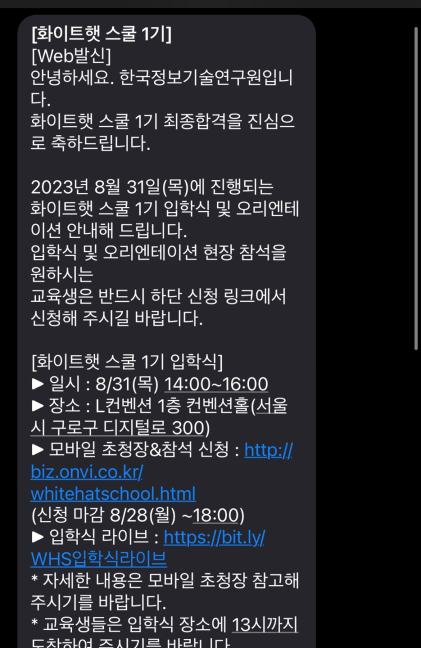 [화이트햇 스쿨 1기]
[Web발신]
안녕하세요. 한국정보기술연구원입니
다.
화이트햇 스쿨 1기 최종합격을 진심으
로 축하드립니다.
2023년 8월 31일(목)에 진행되는
화이트햇 스쿨 1기 입학식 및 오리엔테
이션 안내해 드립니다.
입학식 및 오리엔테이션 현장 참석을
원하시는
교육생은 반드시 하단 신청 링크에서
신청해 주시길 바랍니다.
[화이트햇 스쿨 1기 입학식]
▶ 일시 : 8/31(목) 14:00~16:00
▶ 장소 : L컨벤션 1층 컨벤션홀(서울
시 구로구 디지털로 300)
▶ 모바일 초청장&참석 신청 : http://
biz.onvi.co.kr/
whitehatschool.html
(신청 마감 8/28(월) ~18:00)
▶ 입학식 라이브 : https://bit.ly/
WHS입학식라이브
* 자세한 내용은 모바일 초청장 참고해
주시기를 바랍니다.
* 교육생들은 입학식 장소에 13시까지
도착하여 주시기를 바랍니다